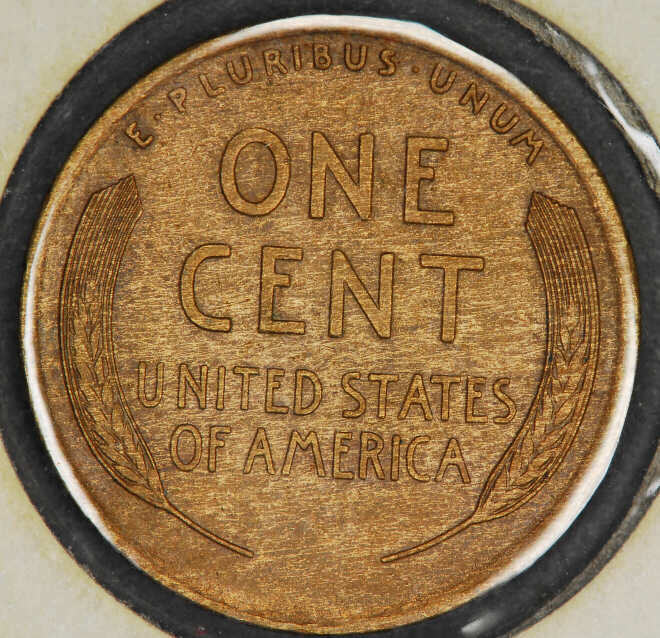 E·PLURIBUS·UNUM
ONE
CENT
UNITED STATES
OF AMERICA